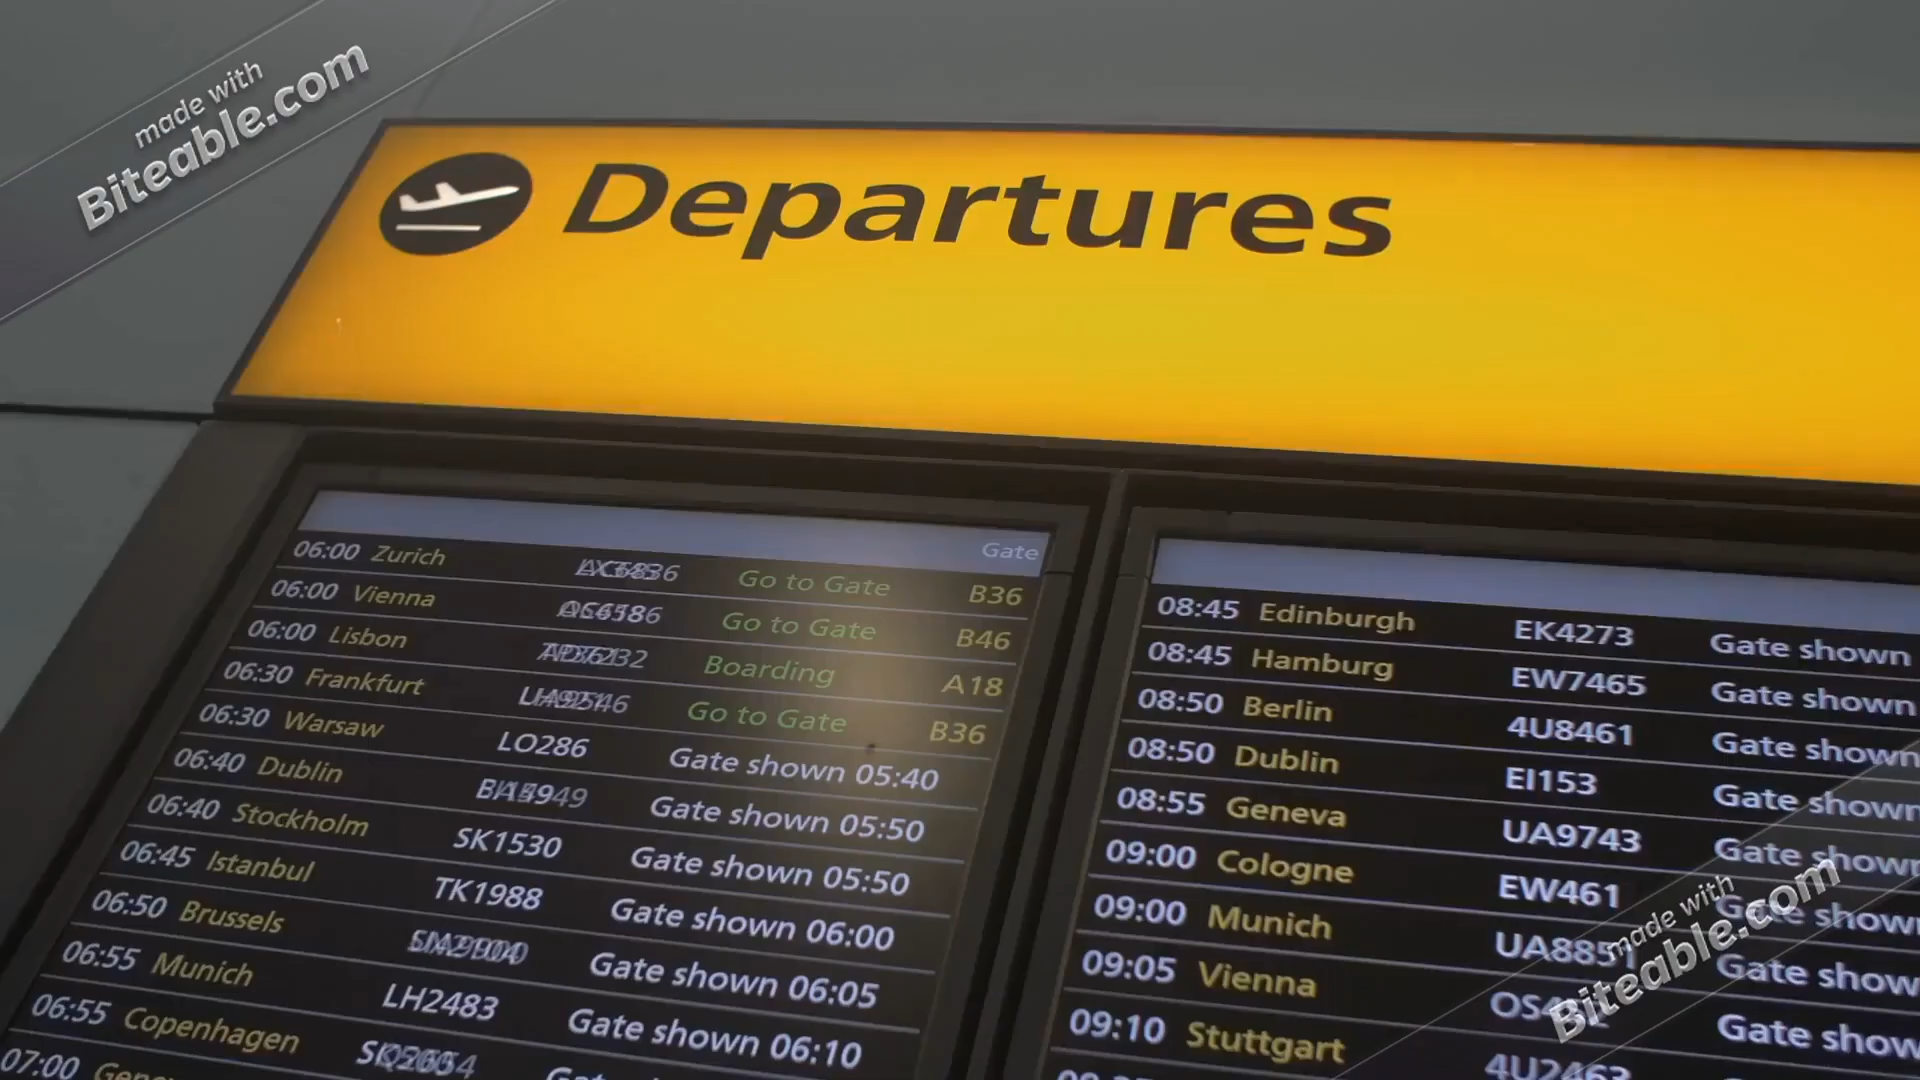 made with
Biteable.com
Departures
Gate
06:00 Zurich Go to Gate B36
06:00 Vienna Go to Gate B46
06:00 Lisbon Boarding A18
06:30 Frankfurt Go to Gate B36
06:30 Warsaw LO286 Gate shown 05:40
06:40 Dublin Gate shown 05:50
06:40 Stockholm SK1530 Gate shown 05:50
06:45 Istanbul TK1988 Gate shown 06:00
06:50 Brussels Gate shown 06:05
06:55 Munich LH2483 Gate shown 06:10
06:55 Copenhagen
07:00
08:45 Edinburgh EK4273 Gate shown
08:45 Hamburg EW7465 Gate shown
08:50 Berlin 4U8461 Gate shown
08:50 Dublin EI153 Gate shown
08:55 Geneva UA9743 Gate shown
09:00 Cologne EW461 Gate shown
09:00 Munich UA8851 Gate show
09:05 Vienna Gate show
09:10 Stuttgart 4U2463
made with
Biteable.com